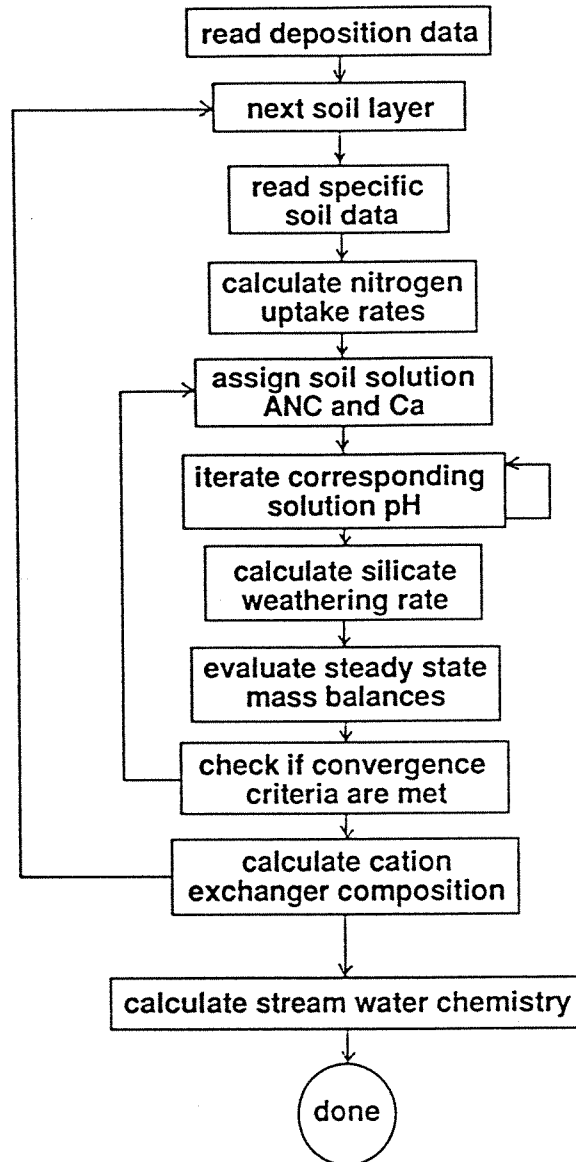 read deposition data
next soil layer
read specific
soil data
calculate nitrogen
uptake rates
assign soil solution
ANC and Ca
iterate corresponding
solution pH
calculate silicate
weathering rate
evaluate steady state
mass balances
check if convergence
criteria are met
calculate cation
exchanger composition
calculate stream water chemistry
done